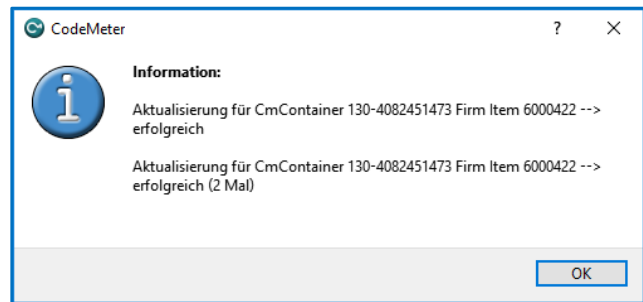 CodeMeter
?
Information:
Aktualisierung für CmContainer 130-4082451473 Firm Item 6000422 -->
erfolgreich
Aktualisierung für CmContainer 130-4082451473 Firm Item 6000422 -->
erfolgreich (2 Mal)
OK